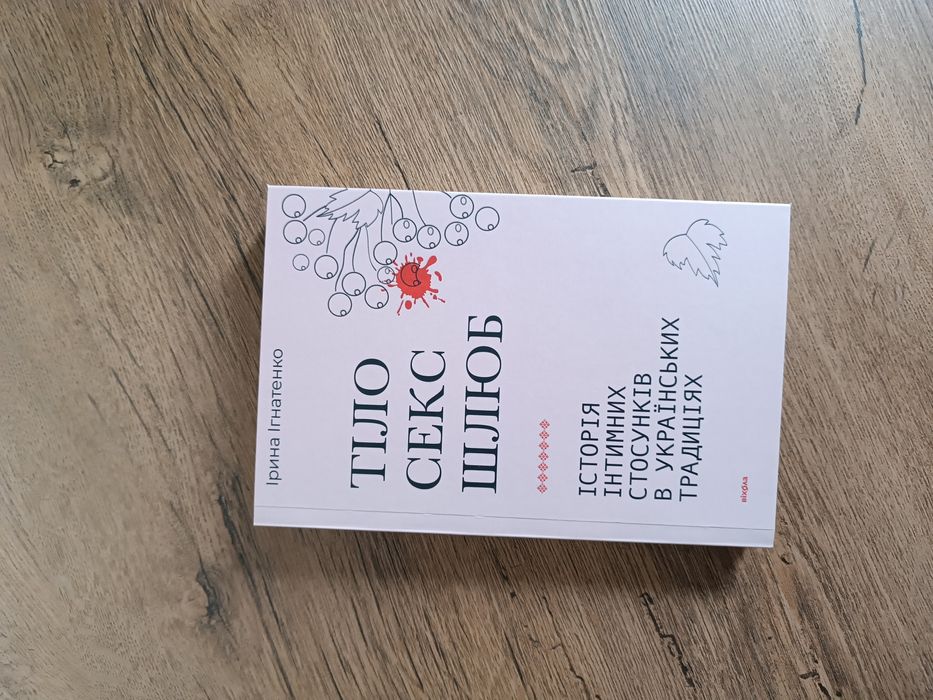 Ірина Ігнатенко
ТІЛО
СЕКС
ШЛЮБ
ІСТОРІЯ
ІНТИМНИХ
СТОСУНКІВ
В УКРАЇНСЬКИХ
ТРАДИЦІЯХ
віхола